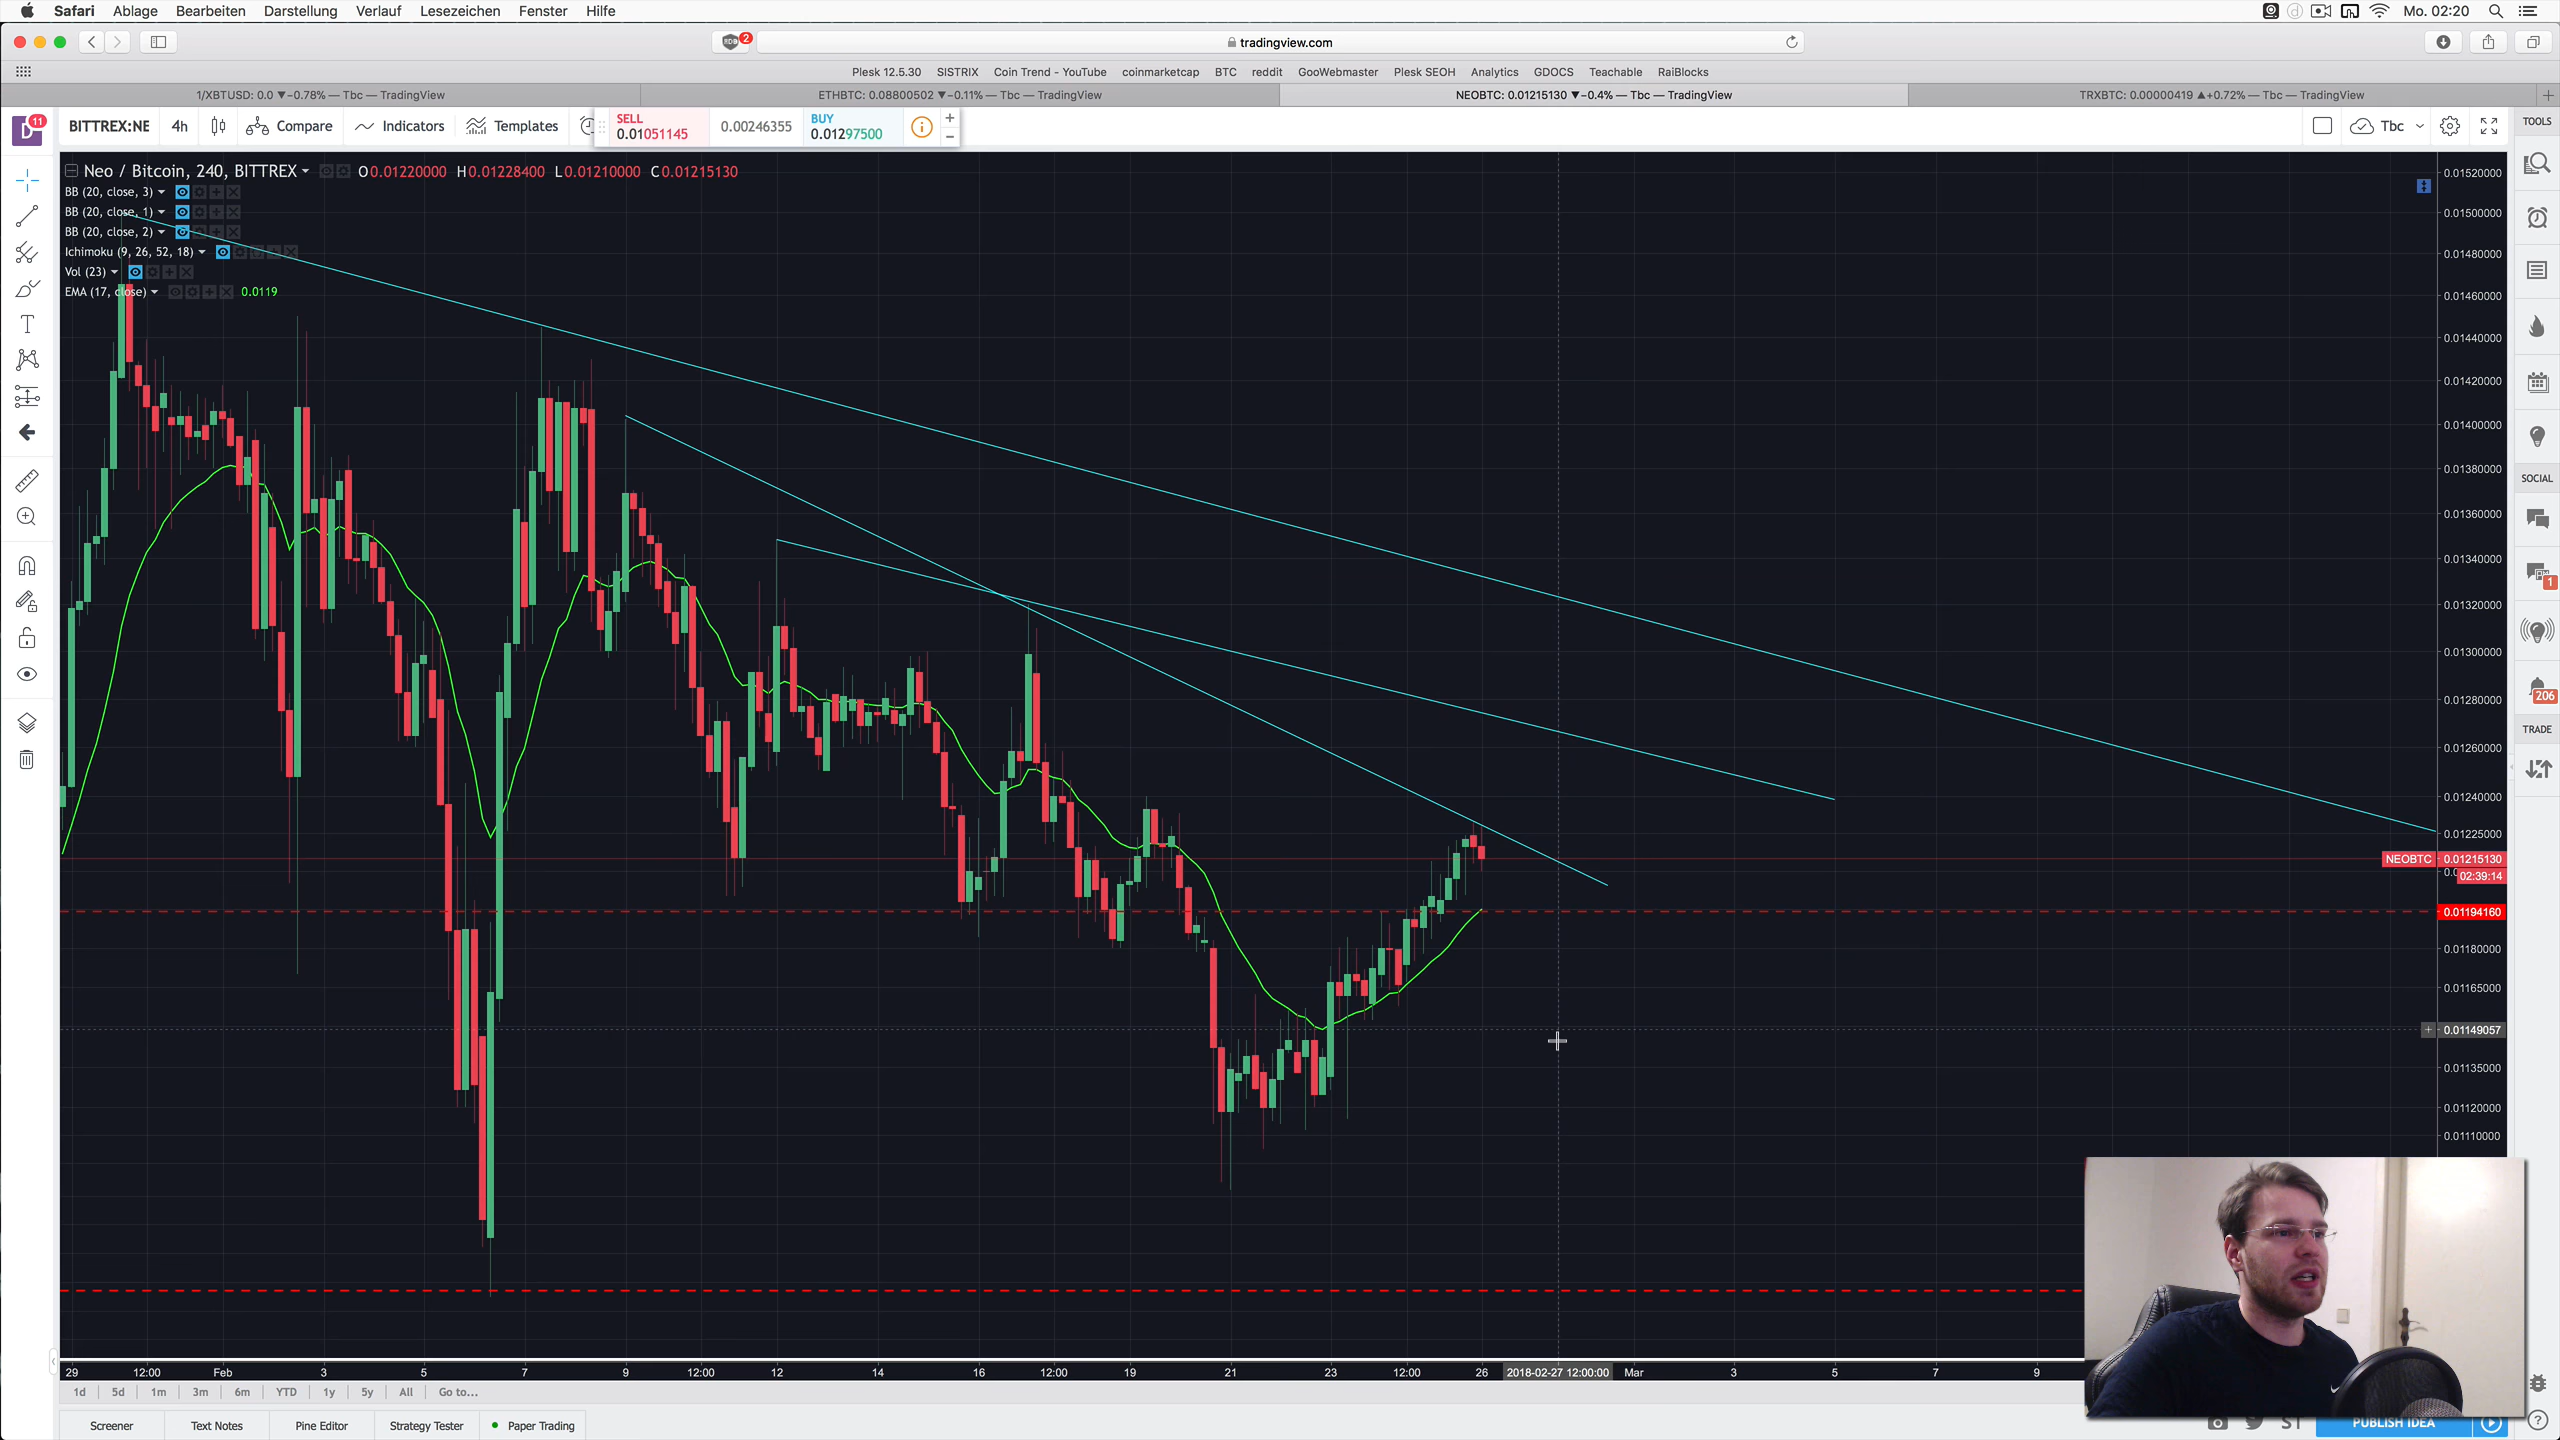 Safari Ablage Bearbeiten Darstellung Verlauf Lesezeichen Fenster Hilfe Mo. 02:20
2 tradingview.com
Plesk 12.5.30 SISTRIX Coin Trend - YouTube coinmarketcap BTC reddit GooWebmaster Plesk SEOH Analytics GDOCS Teachable RaiBlocks
1/XBTUSD: 0.0 ▼−0.78% — Tbc — TradingView ETHBTC: 0.08800502 ▼−0.11% — Tbc — TradingView NEOBTC: 0.01215130 ▼−0.4% — Tbc — TradingView TRXBTC: 0.00000419 ▲+0.72% — Tbc — TradingView
D 11 BITTREX:NE 4h Compare Indicators Templates
SELL
0.01051145
0.00246355
BUY
0.01297500
Tbc
TOOLS
Neo / Bitcoin, 240, BITTREX O0.01220000 H0.01228400 L0.01210000 C0.01215130
BB (20, close, 3)
BB (20, close, 1)
BB (20, close, 2)
Ichimoku (9, 26, 52, 18)
Vol (23)
EMA (17, close) 0.0119
0.01520000
0.01500000
0.01480000
0.01460000
0.01440000
0.01420000
0.01400000
0.01380000
0.01360000
0.01340000
0.01320000
0.01300000
0.01280000
0.01260000
0.01240000
0.01225000
NEOBTC 0.01215130
02:39:14
0.01194160
0.01180000
0.01165000
0.01149057
0.01135000
0.01120000
0.01110000
SOCIAL
1
206
TRADE
29 12:00 Feb 3 5 7 9 12:00 12 14 16 12:00 19 21 23 12:00 26 2018-02-27 12:00:00 Mar 3 5 7 9
1d 5d 1m 3m 6m YTD 1y 5y All Go to...
Screener Text Notes Pine Editor Strategy Tester Paper Trading
PUBLISH IDEA